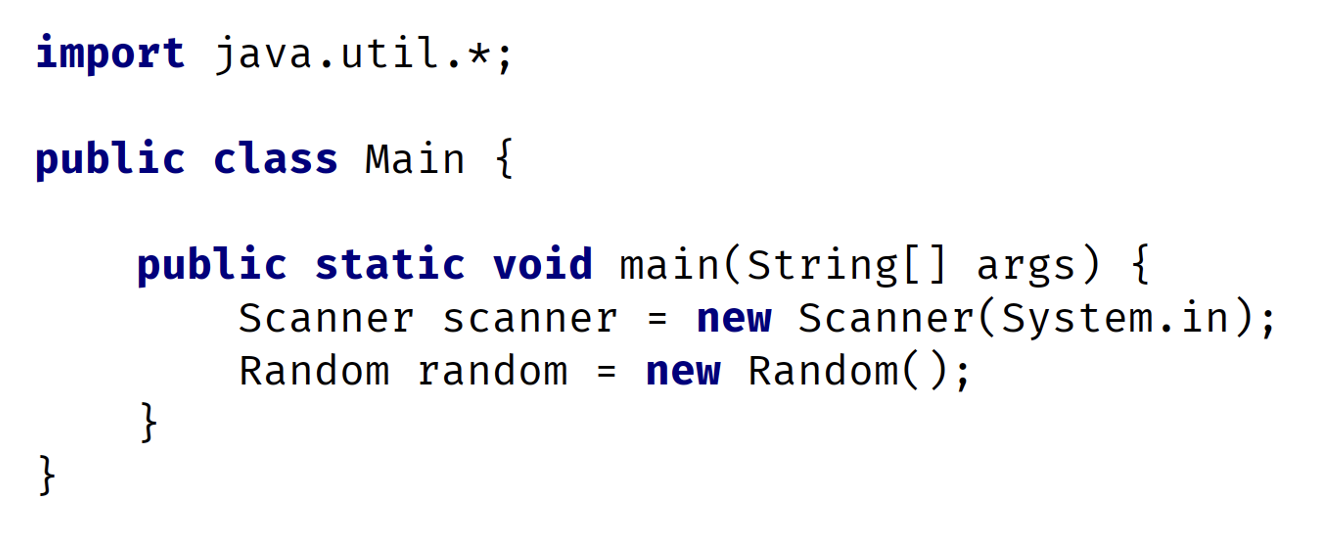 import java.util.*;
public class Main {
    public static void main(String[] args) {
        Scanner scanner = new Scanner(System.in);
        Random random = new Random();
    }
}